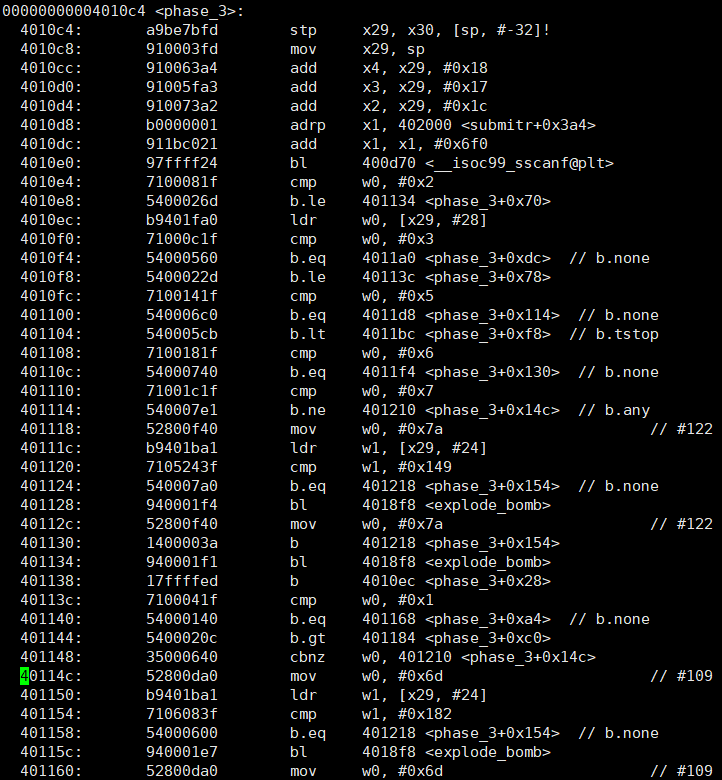 00000000004010c4 <phase_3>:
4010c4: a9be7bfd stp x29, x30, [sp, #-32]!
4010c8: 910003fd mov x29, sp
4010cc: 910063a4 add x4, x29, #0x18
4010d0: 91005fa3 add x3, x29, #0x17
4010d4: 910073a2 add x2, x29, #0x1c
4010d8: b0000001 adrp x1, 402000 <submitr+0x3a4>
4010dc: 911bc021 add x1, x1, #0x6f0
4010e0: 97ffff24 bl 400d70 <__isoc99_sscanf@plt>
4010e4: 7100081f cmp w0, #0x2
4010e8: 5400026d b.le 401134 <phase_3+0x70>
4010ec: b9401fa0 ldr w0, [x29, #28]
4010f0: 71000c1f cmp w0, #0x3
4010f4: 54000560 b.eq 4011a0 <phase_3+0xdc> // b.none
4010f8: 5400022d b.le 40113c <phase_3+0x78>
4010fc: 7100141f cmp w0, #0x5
401100: 540006c0 b.eq 4011d8 <phase_3+0x114> // b.none
401104: 540005cb b.lt 4011bc <phase_3+0xf8> // b.tstop
401108: 7100181f cmp w0, #0x6
40110c: 54000740 b.eq 4011f4 <phase_3+0x130> // b.none
401110: 71001c1f cmp w0, #0x7
401114: 540007e1 b.ne 401210 <phase_3+0x14c> // b.any
401118: 52800f40 mov w0, #0x7a // #122
40111c: b9401ba1 ldr w1, [x29, #24]
401120: 7105243f cmp w1, #0x149
401124: 540007a0 b.eq 401218 <phase_3+0x154> // b.none
401128: 940001f4 bl 4018f8 <explode_bomb>
40112c: 52800f40 mov w0, #0x7a // #122
401130: 1400003a b 401218 <phase_3+0x154>
401134: 940001f1 bl 4018f8 <explode_bomb>
401138: 17ffffed b 4010ec <phase_3+0x28>
40113c: 7100041f cmp w0, #0x1
401140: 54000140 b.eq 401168 <phase_3+0xa4> // b.none
401144: 5400020c b.gt 401184 <phase_3+0xc0>
401148: 35000640 cbnz w0, 401210 <phase_3+0x14c>
40114c: 52800da0 mov w0, #0x6d // #109
401150: b9401ba1 ldr w1, [x29, #24]
401154: 7106083f cmp w1, #0x182
401158: 54000600 b.eq 401218 <phase_3+0x154> // b.none
40115c: 940001e7 bl 4018f8 <explode_bomb>
401160: 52800da0 mov w0, #0x6d // #109